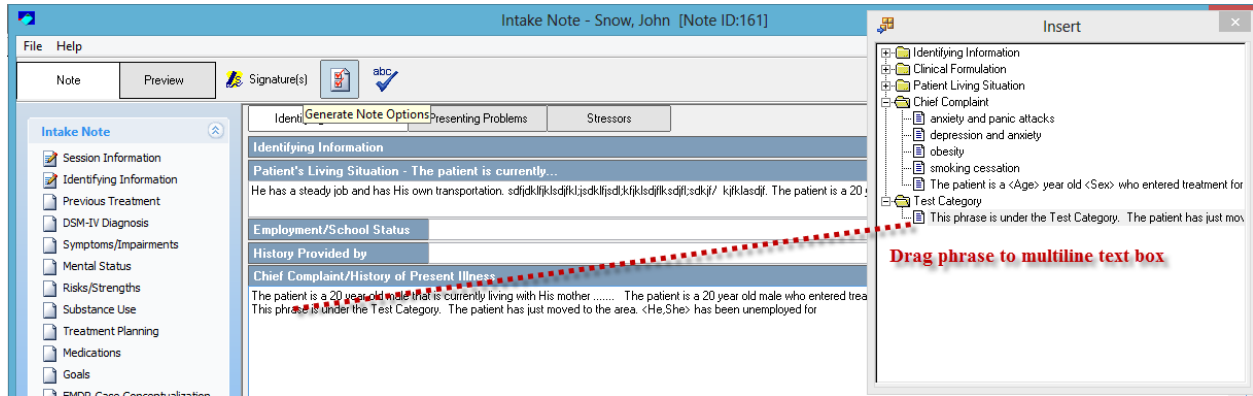 Intake Note - Snow, John [Note ID:161]
File Help
Note Preview Signature(s) abc
Generate Note Options
Intake Note
Session Information
Identifying Information
Previous Treatment
DSM-IV Diagnosis
Symptoms/Impairments
Mental Status
Risks/Strengths
Substance Use
Treatment Planning
Medications
Goals
EMDR Case Conceptualization
Identi Presenting Problems Stressors
Identifying Information
Patient's Living Situation - The patient is currently...
He has a steady job and has His own transportation. The patient is a 20
Employment/School Status
History Provided by
Chief Complaint/History of Present Illness
The patient is a 20 year old male that is currently living with His mother ...... The patient is a 20 year old male who entered trea
This phrase is under the Test Category. The patient has just moved to the area. <He,She> has been unemployed for
Insert
Identifying Information
Clinical Formulation
Patient Living Situation
Chief Complaint
anxiety and panic attacks
depression and anxiety
obesity
smoking cessation
The patient is a <Age> year old <Sex> who entered treatment for
Test Category
This phrase is under the Test Category. The patient has just mov
Drag phrase to multiline text box